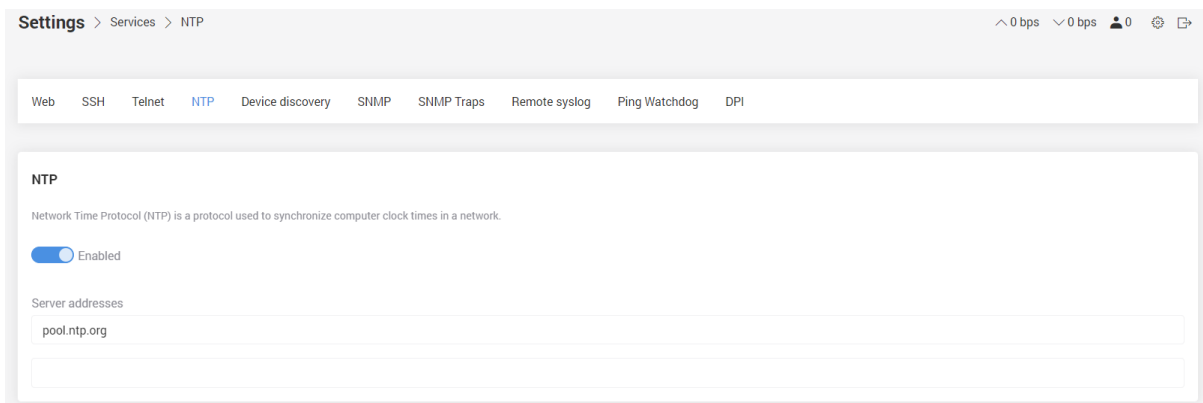 Settings > Services > NTP 0 bps 0 bps 0
Web SSH Telnet NTP Device discovery SNMP SNMP Traps Remote syslog Ping Watchdog DPI
NTP
Network Time Protocol (NTP) is a protocol used to synchronize computer clock times in a network.
Enabled
Server addresses
pool.ntp.org